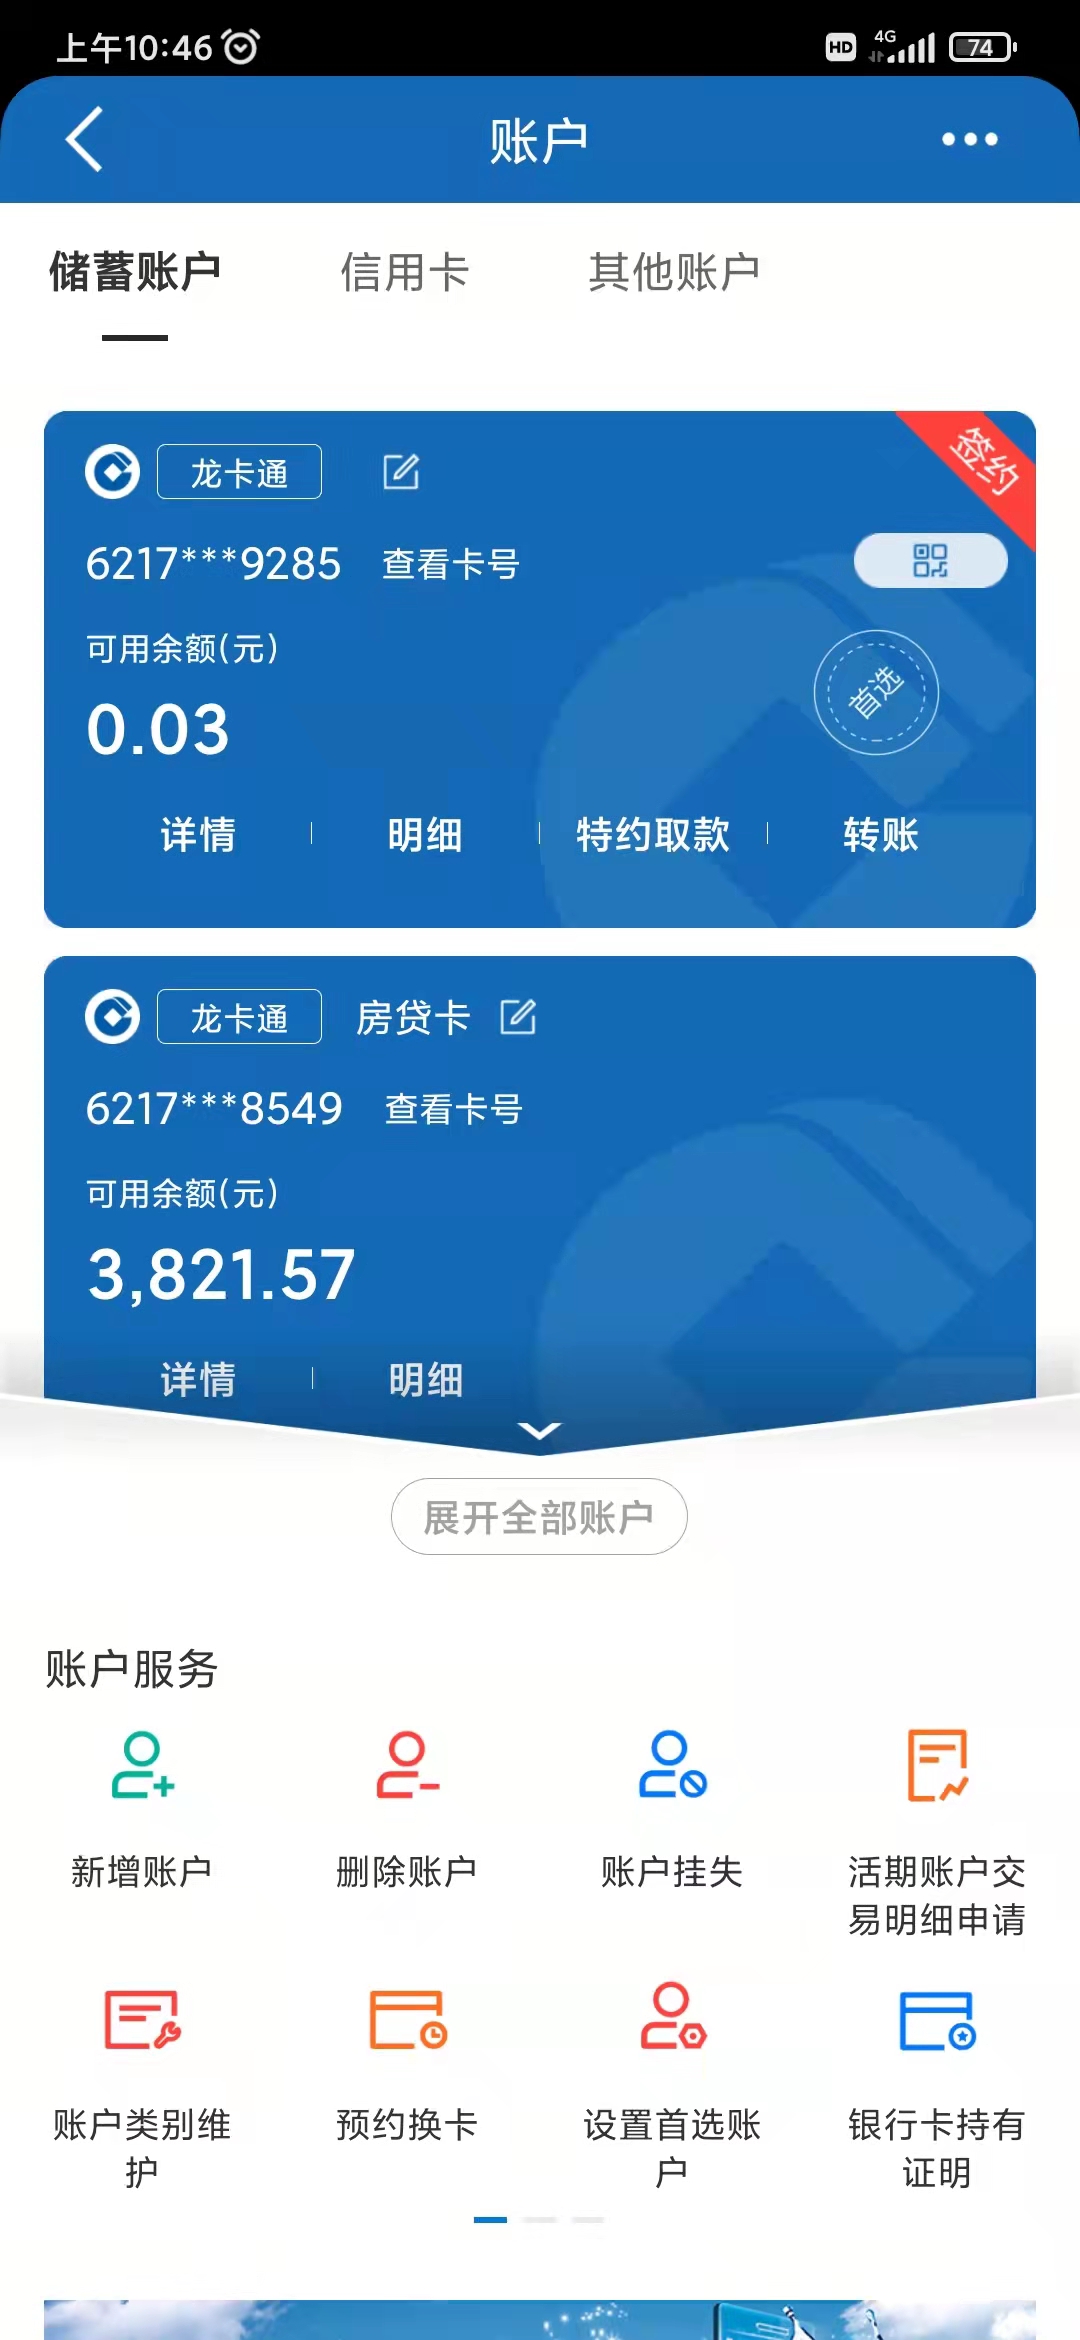 上午10:46
HD
4G
74
账户
储蓄账户
信用卡
其他账户
龙卡通
签约
6217***9285
查看卡号
可用余额(元)
首选
0.03
详情
明细
特约取款
转账
龙卡通
房贷卡
6217***8549
查看卡号
可用余额(元)
3,821.57
详情
明细
展开全部账户
账户服务
新增账户
删除账户
账户挂失
活期账户交
易明细申请
账户类别维
护
预约换卡
设置首选账
户
银行卡持有
证明